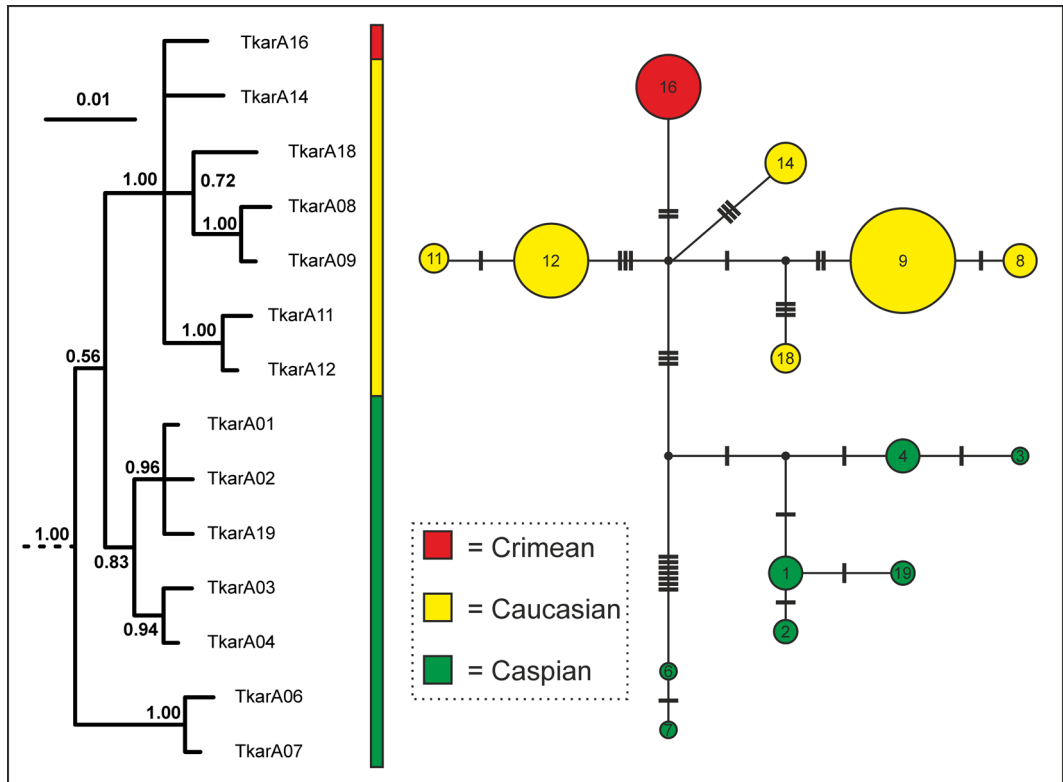 TkarA16
0.01
TkarA14
TkarA18
1.00
0.72
TkarA08
1.00
TkarA09
TkarA11
1.00
0.56
TkarA12
TkarA01
0.96
TkarA02
1.00
TkarA19
0.83
TkarA03
0.94
TkarA04
TkarA06
1.00
TkarA07
16
14
11
12
9
8
18
4
3
1
19
2
6
7
= Crimean
= Caucasian
= Caspian